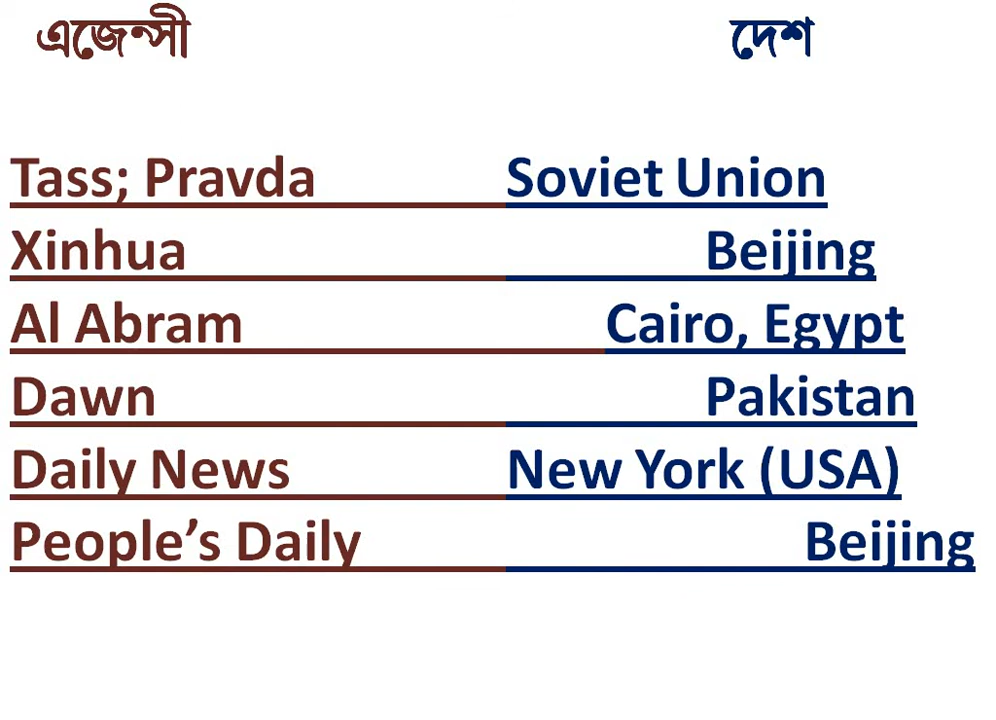 এজেন্সী দেশ
Tass; Pravda Soviet Union
Xinhua Beijing
Al Abram Cairo, Egypt
Dawn Pakistan
Daily News New York (USA)
People’s Daily Beijing